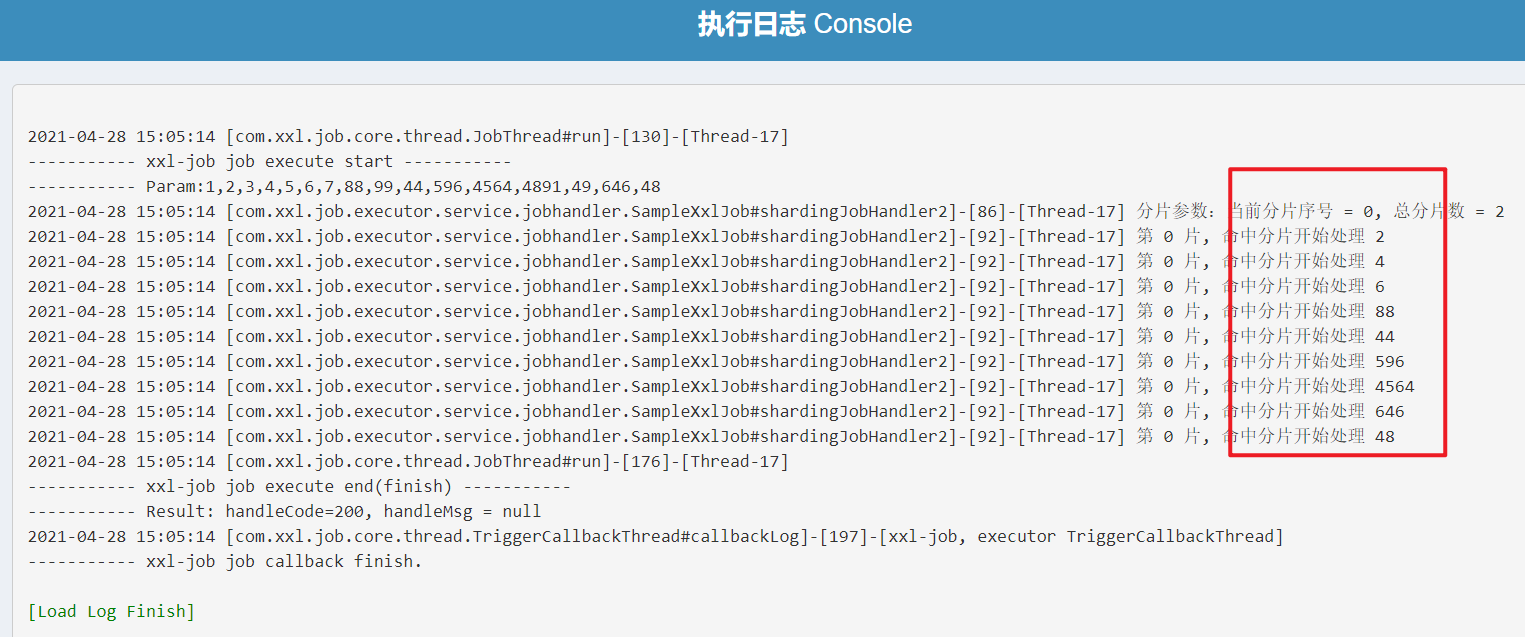 执行日志 Console
2021-04-28 15:05:14 [com.xxl.job.core.thread.JobThread#run]-[130]-[Thread-17]
----------- xxl-job job execute start -----------
----------- Param:1,2,3,4,5,6,7,88,99,44,596,4564,4891,49,646,48
2021-04-28 15:05:14 [com.xxl.job.executor.service.jobhandler.SampleXxlJob#shardingJobHandler2]-[86]-[Thread-17] 分片参数：当前分片序号 = 0, 总分片数 = 2
2021-04-28 15:05:14 [com.xxl.job.executor.service.jobhandler.SampleXxlJob#shardingJobHandler2]-[92]-[Thread-17] 第 0 片, 命中分片开始处理 2
2021-04-28 15:05:14 [com.xxl.job.executor.service.jobhandler.SampleXxlJob#shardingJobHandler2]-[92]-[Thread-17] 第 0 片, 命中分片开始处理 4
2021-04-28 15:05:14 [com.xxl.job.executor.service.jobhandler.SampleXxlJob#shardingJobHandler2]-[92]-[Thread-17] 第 0 片, 命中分片开始处理 6
2021-04-28 15:05:14 [com.xxl.job.executor.service.jobhandler.SampleXxlJob#shardingJobHandler2]-[92]-[Thread-17] 第 0 片, 命中分片开始处理 88
2021-04-28 15:05:14 [com.xxl.job.executor.service.jobhandler.SampleXxlJob#shardingJobHandler2]-[92]-[Thread-17] 第 0 片, 命中分片开始处理 44
2021-04-28 15:05:14 [com.xxl.job.executor.service.jobhandler.SampleXxlJob#shardingJobHandler2]-[92]-[Thread-17] 第 0 片, 命中分片开始处理 596
2021-04-28 15:05:14 [com.xxl.job.executor.service.jobhandler.SampleXxlJob#shardingJobHandler2]-[92]-[Thread-17] 第 0 片, 命中分片开始处理 4564
2021-04-28 15:05:14 [com.xxl.job.executor.service.jobhandler.SampleXxlJob#shardingJobHandler2]-[92]-[Thread-17] 第 0 片, 命中分片开始处理 646
2021-04-28 15:05:14 [com.xxl.job.executor.service.jobhandler.SampleXxlJob#shardingJobHandler2]-[92]-[Thread-17] 第 0 片, 命中分片开始处理 48
2021-04-28 15:05:14 [com.xxl.job.core.thread.JobThread#run]-[176]-[Thread-17]
----------- xxl-job job execute end(finish) -----------
----------- Result: handleCode=200, handleMsg = null
2021-04-28 15:05:14 [com.xxl.job.core.thread.TriggerCallbackThread#callbackLog]-[197]-[xxl-job, executor TriggerCallbackThread]
----------- xxl-job job callback finish.
[Load Log Finish]